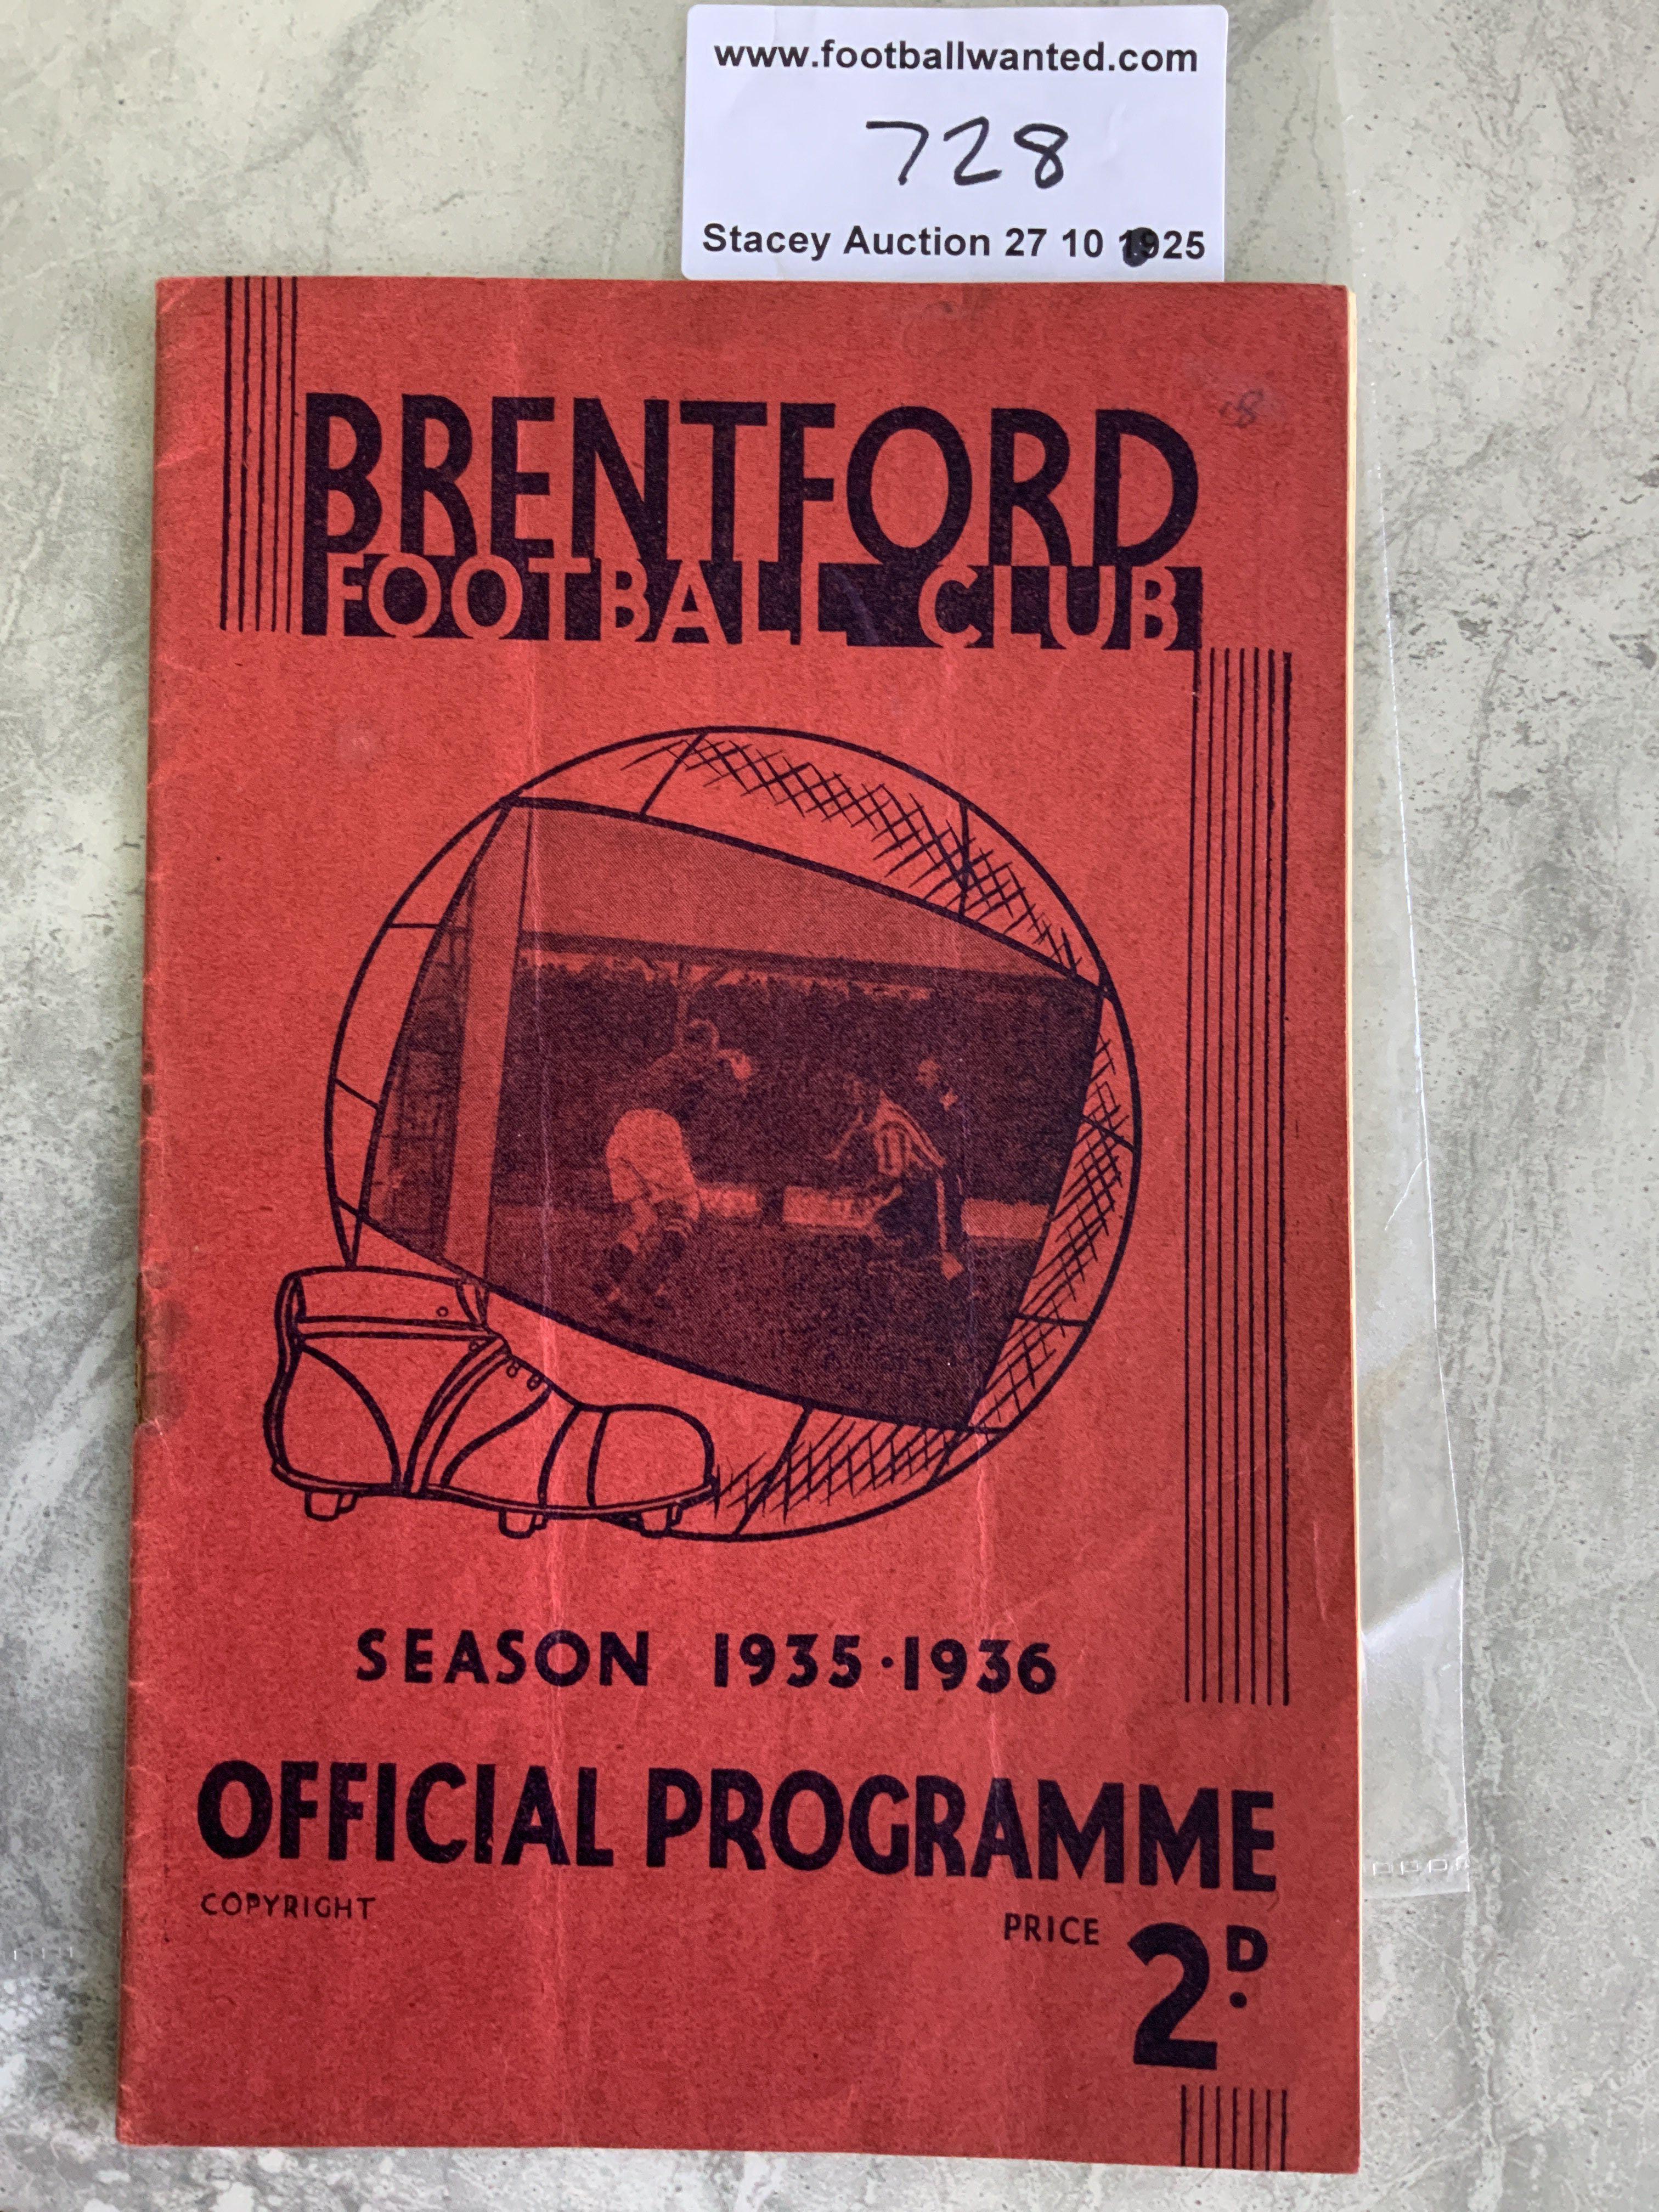 www.footballwanted.com
728
Stacey Auction 27 10 1925
BRENTFORD
FOOTBALL CLUB
SEASON 1935·1936
OFFICIAL PROGRAMME
COPYRIGHT
PRICE 2D.